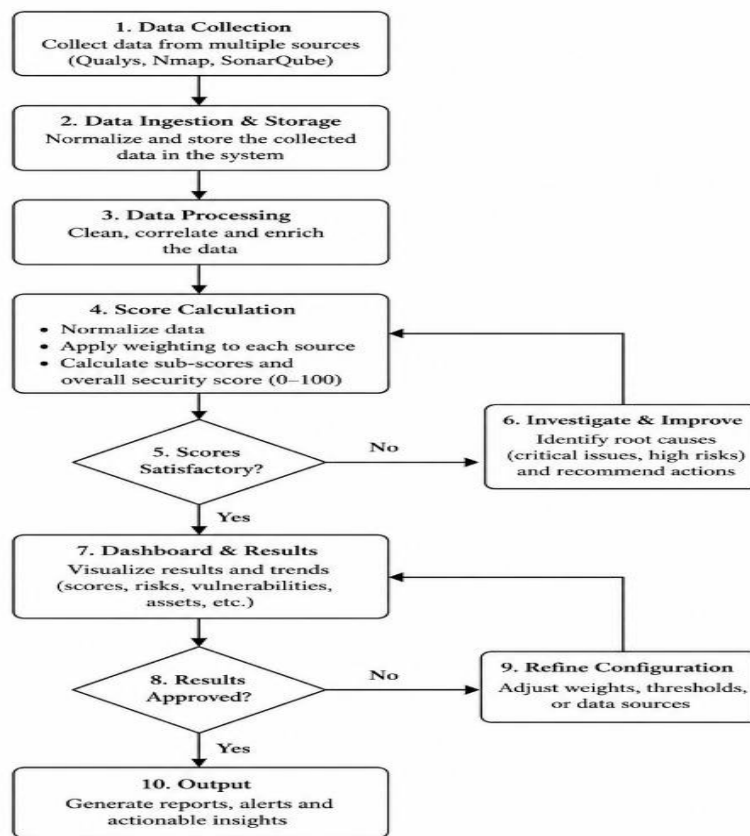 1. Data Collection
Collect data from multiple sources
(Qualys, Nmap, SonarQube)
2. Data Ingestion & Storage
Normalize and store the collected
data in the system
3. Data Processing
Clean, correlate and enrich
the data
4. Score Calculation
• Normalize data
• Apply weighting to each source
• Calculate sub-scores and
overall security score (0–100)
5. Scores
Satisfactory?
No
6. Investigate & Improve
Identify root causes
(critical issues, high risks)
and recommend actions
Yes
7. Dashboard & Results
Visualize results and trends
(scores, risks, vulnerabilities,
assets, etc.)
8. Results
Approved?
No
9. Refine Configuration
Adjust weights, thresholds,
or data sources
Yes
10. Output
Generate reports, alerts and
actionable insights